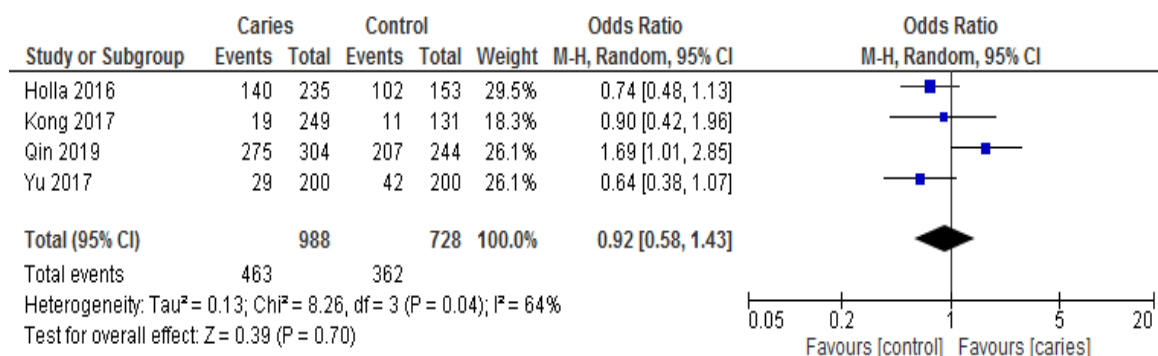 Caries Control Odds Ratio Odds Ratio
Study or Subgroup Events Total Events Total Weight M-H, Random, 95% CI M-H, Random, 95% CI
Holla 2016 140 235 102 153 29.5% 0.74 [0.48, 1.13]
Kong 2017 19 249 11 131 18.3% 0.90 [0.42, 1.96]
Qin 2019 275 304 207 244 26.1% 1.69 [1.01, 2.85]
Yu 2017 29 200 42 200 26.1% 0.64 [0.38, 1.07]
Total (95% CI) 988 728 100.0% 0.92 [0.58, 1.43]
Total events 463 362
Heterogeneity: Tau² = 0.13; Chi² = 8.26, df = 3 (P = 0.04); I² = 64%
Test for overall effect: Z = 0.39 (P = 0.70)
0.05 0.2 1 5 20
Favours [control] Favours [caries]